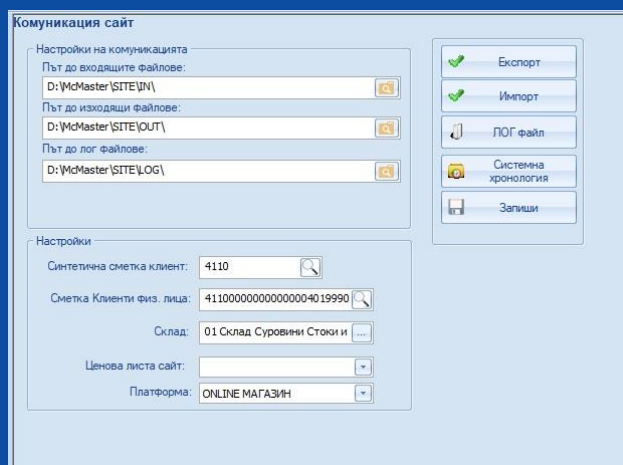 Комуникация сайт
Настройки на комуникацията
Път до входящите файлове:
D:\McMaster\SITE\IN\
Път до изходящи файлове:
D:\McMaster\SITE\OUT\
Път до лог файлове:
D:\McMaster\SITE\LOG\
Експорт
Импорт
ЛОГ файл
Системна
хронология
Запиши
Настройки
Синтетична сметка клиент: 4110
Сметка Клиенти физ. лица: 41100000000000004019990
Склад: 01 Склад Суровини Стоки и ...
Ценова листа сайт:
Платформа: ONLINE МАГАЗИН